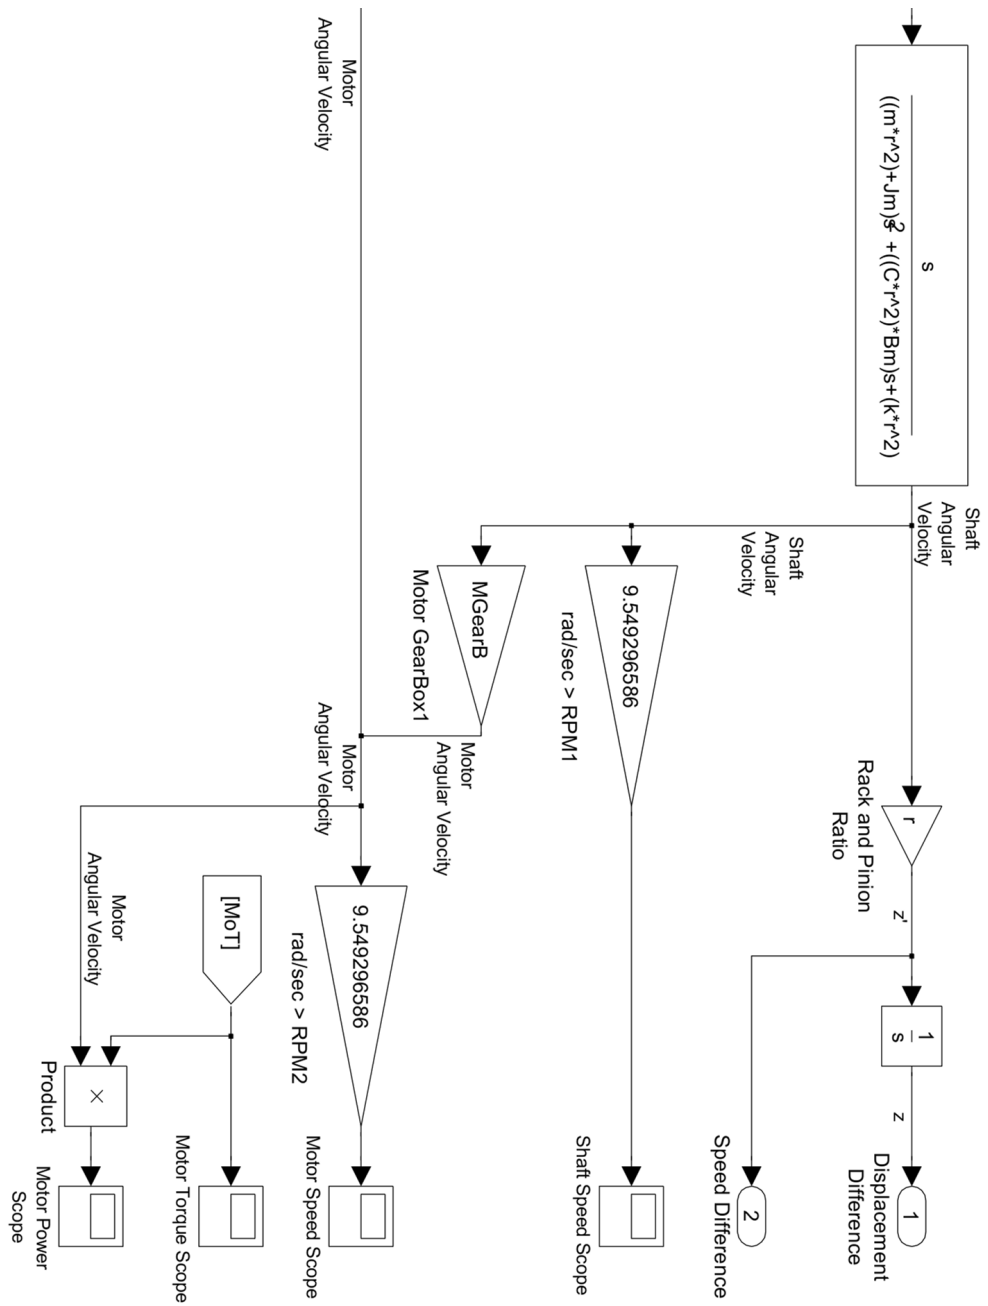 s
((m*r^2)+Jm)s2 +((C*r^2)*Bm)s+(k*r^2)
Shaft
Angular
Velocity
r
Rack and Pinion
Ratio
z'
1
s
z
1
Displacement
Difference
2
Speed Difference
Shaft
Angular
Velocity
9.549296586
rad/sec > RPM1
Shaft Speed Scope
MGearB
Motor GearBox1
Motor
Angular Velocity
Motor
Angular Velocity
Motor
Angular Velocity
9.549296586
rad/sec > RPM2
Motor Speed Scope
[MoT]
Motor Torque Scope
Motor
Angular Velocity
×
Product
Motor Power
Scope